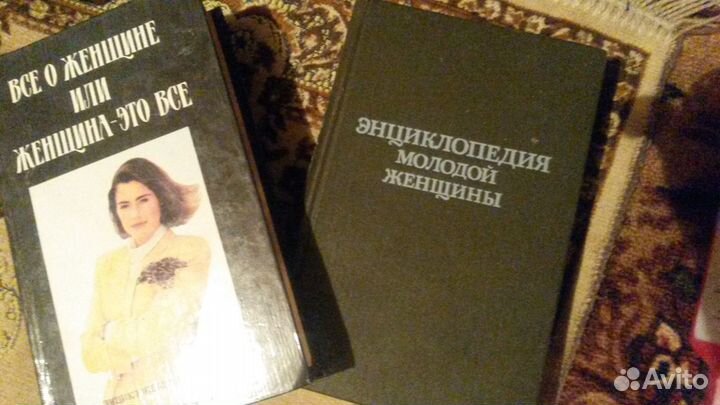 ВСЕ О ЖЕНЩИНЕ
ИЛИ
ЖЕНЩИНА-ЭТО ВСЕ
ЭНЦИКЛОПЕДИЯ
МОЛОДОЙ
ЖЕНЩИНЫ
Avito